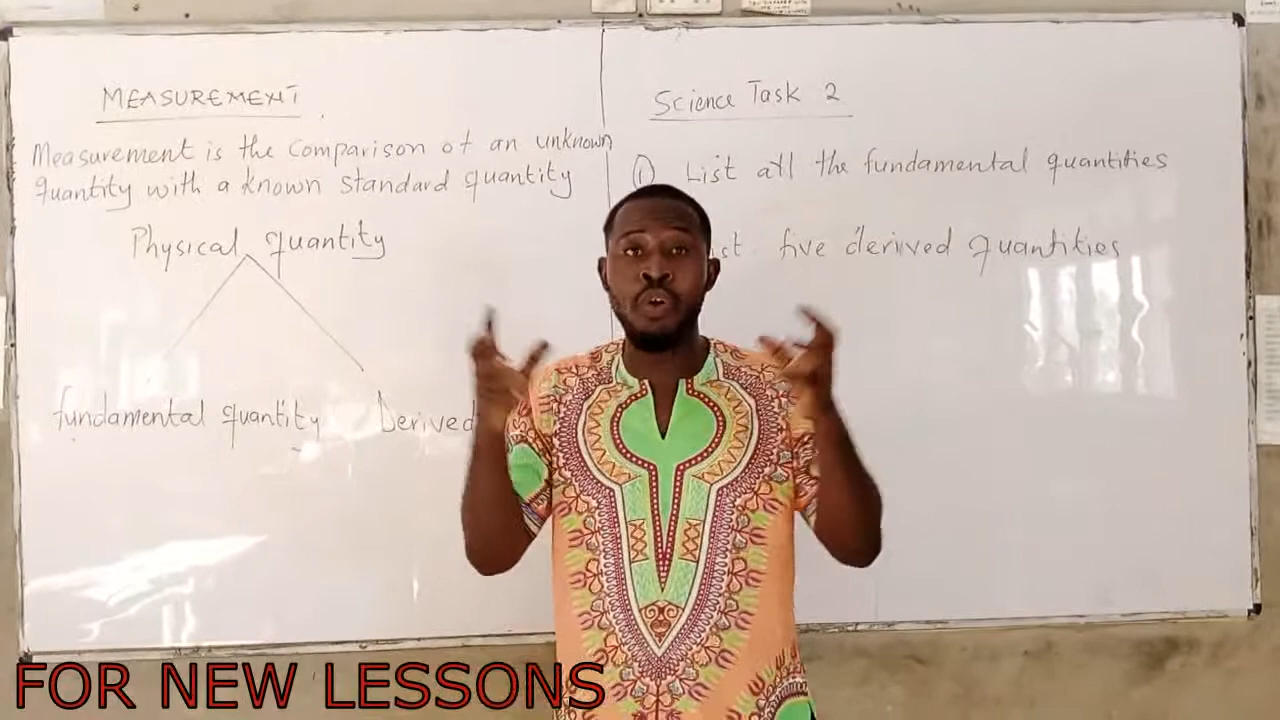 MEASUREMENT
Measurement is the comparison of an unknown
quantity with a known standard quantity
Physical quantity
fundamental quantity Derived
Science Task 2
① List all the fundamental quantities
ist five derived quantities
FOR NEW LESSONS